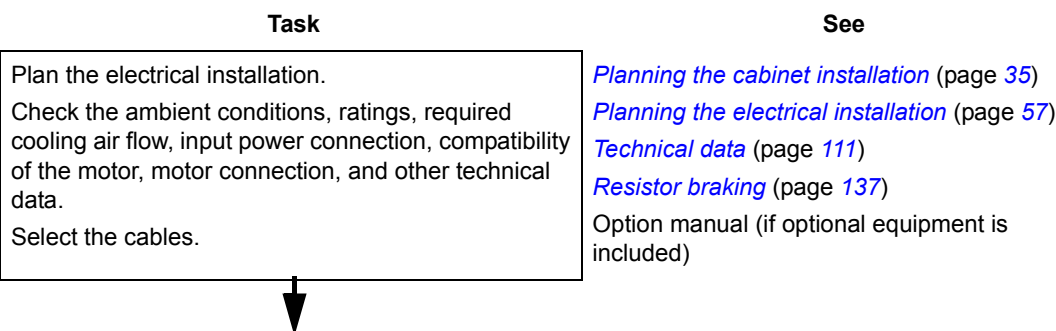 Task
See
Plan the electrical installation.
Check the ambient conditions, ratings, required
cooling air flow, input power connection, compatibility
of the motor, motor connection, and other technical
data.
Select the cables.
Planning the cabinet installation (page 35)
Planning the electrical installation (page 57)
Technical data (page 111)
Resistor braking (page 137)
Option manual (if optional equipment is
included)